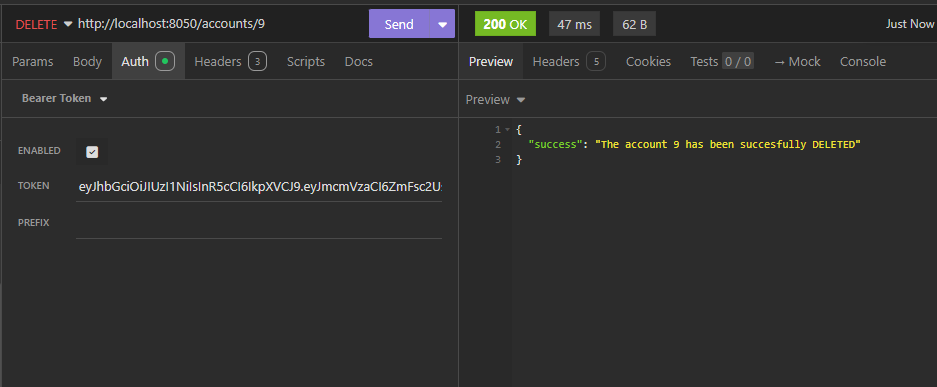 DELETE http://localhost:8050/accounts/9 Send
200 OK 47 ms 62 B Just Now
Params Body Auth Headers 3 Scripts Docs
Preview Headers 5 Cookies Tests 0 / 0 → Mock Console
Bearer Token
Preview
ENABLED
TOKEN eyJhbGciOiJIUzI1NiIsInR5cCI6IkpXVCJ9.eyJmcmVzaCI6ZmFsc2U
PREFIX
1 {
2 "success": "The account 9 has been succesfully DELETED"
3 }